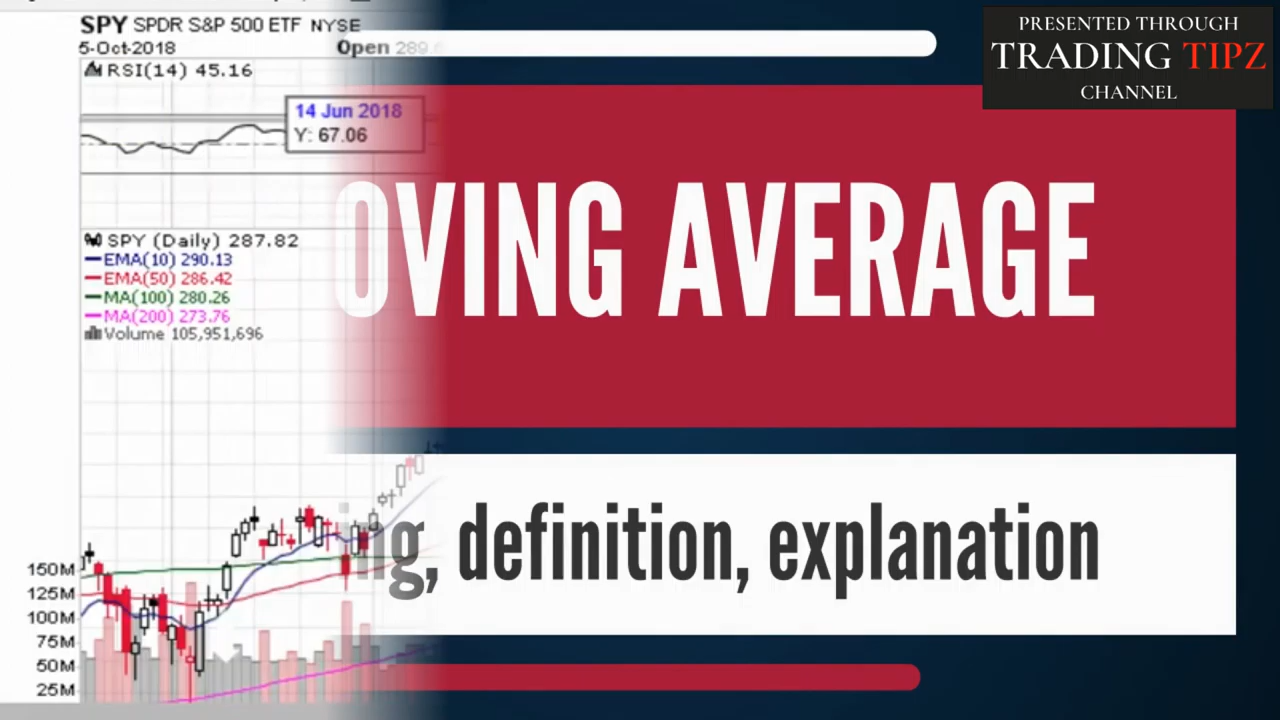 SPY SPDR S&P 500 ETF NYSE
5-Oct-2018
Open 289.
RSI(14) 45.16
14 Jun 2018
Y: 67.06
SPY (Daily) 287.82
EMA(10) 290.13
EMA(50) 286.42
MA(100) 280.26
MA(200) 273.76
Volume 105,951,696
150M
125M
100M
75M
50M
25M
PRESENTED THROUGH
TRADING TIPZ
CHANNEL
OVING AVERAGE
ing, definition, explanation